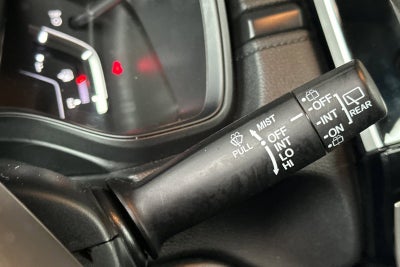 MIST
OFF
INT
LO
HI
PULL
OFF
INT
ON
REAR